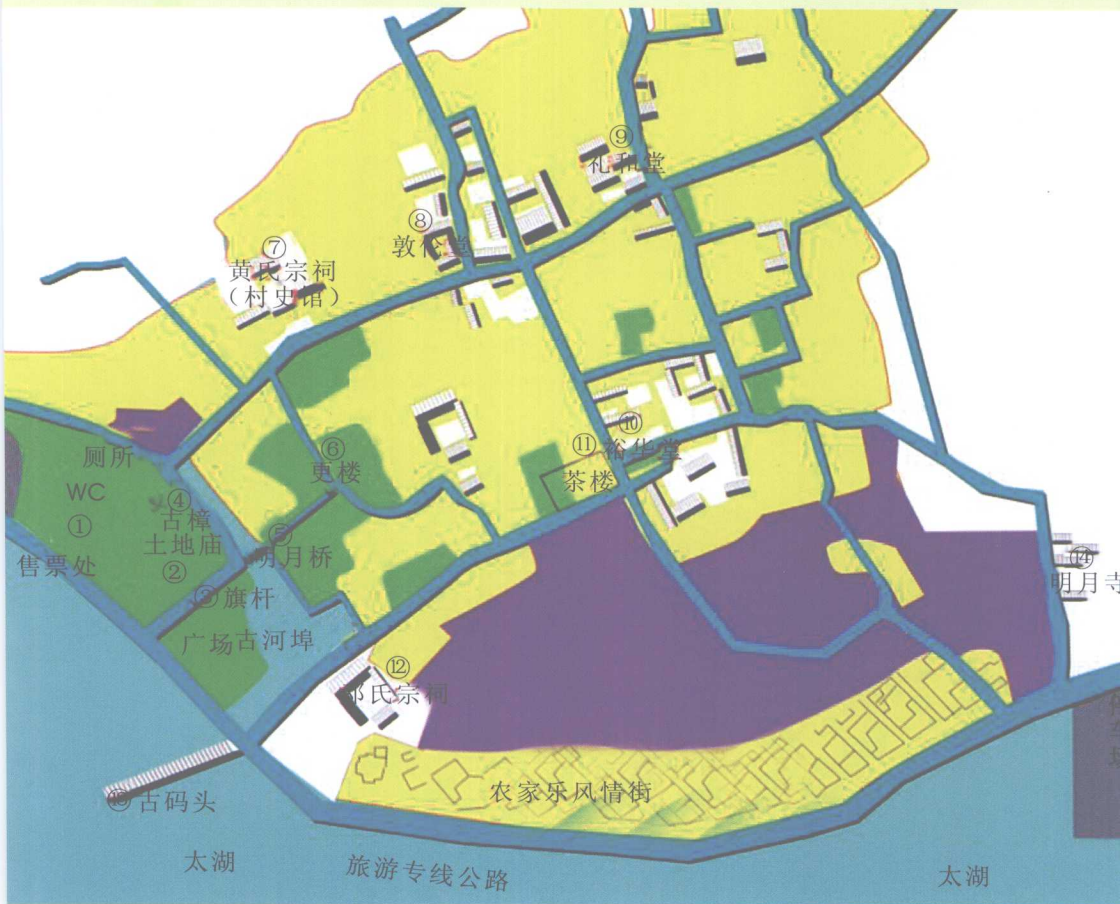 ⑨
礼和堂
⑧
敦伦堂
⑦
黄氏宗祠
（村史馆）
⑩
⑪裕华堂
茶楼
⑥
更楼
厕所
WC
④
古樟
①
土地庙
售票处
②
⑤
明月桥
③旗杆
广场古河埠
⑭
明月寺
⑫
氏宗祠
农家乐风情街
古码头
太湖
旅游专线公路
太湖